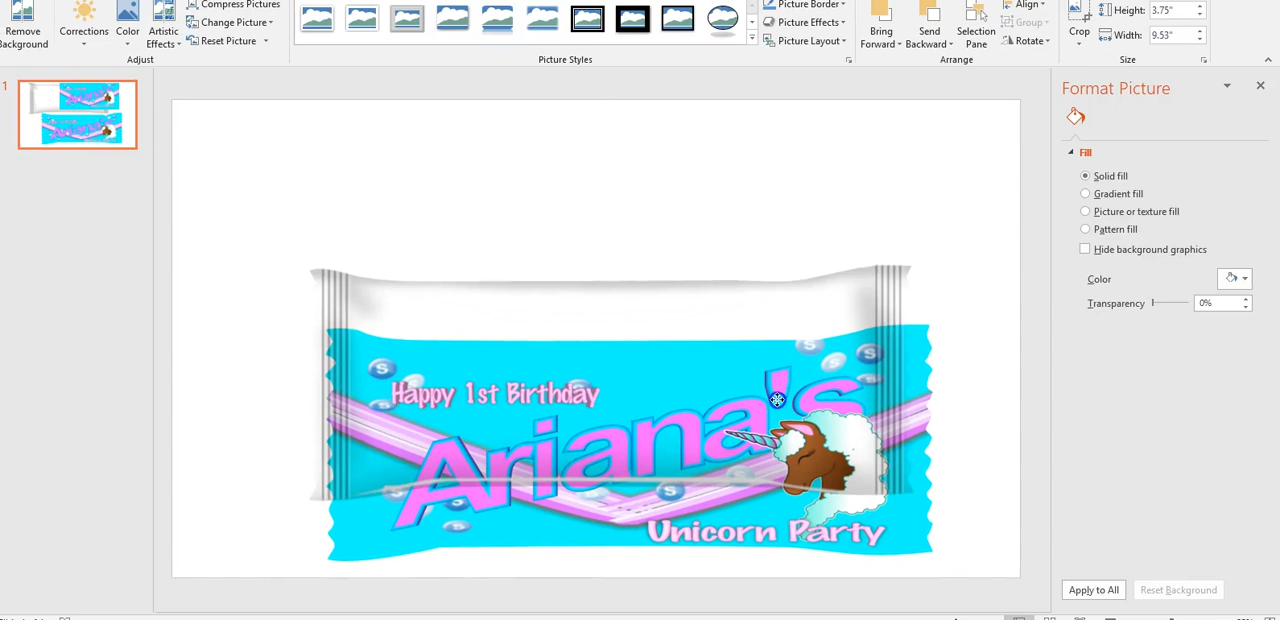 Compress Pictures
Change Picture
Reset Picture
Remove
Background
Corrections
Color
Artistic
Effects
Adjust
Picture Styles
Picture Border
Picture Effects
Picture Layout
Bring
Forward
Send
Backward
Selection
Pane
Align
Group
Rotate
Arrange
Crop
Height: 3.75"
Width: 9.53"
Size
1
Ariana's
Ariana's
Format Picture
Fill
Solid fill
Gradient fill
Picture or texture fill
Pattern fill
Hide background graphics
Color
Transparency
0%
Apply to All
Reset Background
S
S
S
Happy 1st Birthday
Ariana's
S
S
Unicorn Party